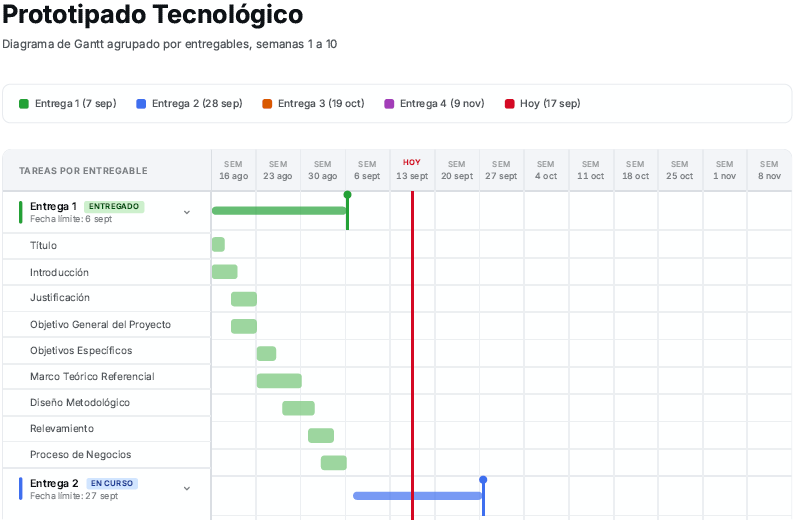 Prototipado Tecnológico
Diagrama de Gantt agrupado por entregables, semanas 1 a 10
Entrega 1 (7 sep) Entrega 2 (28 sep) Entrega 3 (19 oct) Entrega 4 (9 nov) Hoy (17 sep)
TAREAS POR ENTREGABLE
SEM SEM SEM SEM HOY SEM SEM SEM SEM SEM SEM SEM SEM
16 ago 23 ago 30 ago 6 sept 13 sept 20 sept 27 sept 4 oct 11 oct 18 oct 25 oct 1 nov 8 nov
Entrega 1 ENTREGADO
Fecha límite: 6 sept
Título
Introducción
Justificación
Objetivo General del Proyecto
Objetivos Específicos
Marco Teórico Referencial
Diseño Metodológico
Relevamiento
Proceso de Negocios
Entrega 2 EN CURSO
Fecha límite: 27 sept